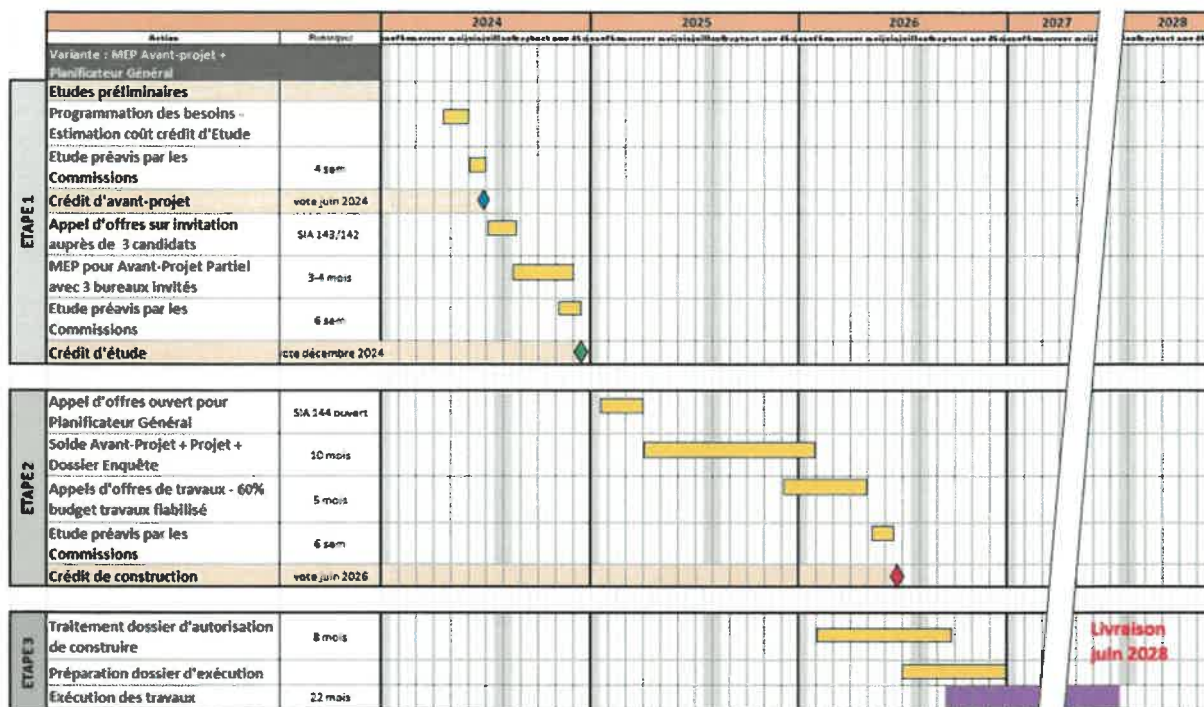 2024 2025 2026 2027 2028
Action Remarques
Variante : MEP Avant-projet +
Planificateur Général
ETAPE 1
Etudes préliminaires
Programmation des besoins -
Estimation coût crédit d'Etude
Etude préavis par les
Commissions
4 sem
Crédit d'avant-projet
vote juin 2024
Appel d'offres sur invitation
auprès de 3 candidats
SIA 143/142
MEP pour Avant-Projet Partiel
avec 3 bureaux invités
3-4 mois
Etude préavis par les
Commissions
6 sem
Crédit d'étude
ote décembre 2024
ETAPE 2
Appel d'offres ouvert pour
Planificateur Général
SIA 144 ouvert
Solde Avant-Projet + Projet +
Dossier Enquête
10 mois
Appels d'offres de travaux - 60%
budget travaux fiabilisé
5 mois
Etude préavis par les
Commissions
6 sem
Crédit de construction
vote juin 2026
ETAPE 3
Traitement dossier d'autorisation
de construire
8 mois
Préparation dossier d'exécution
Exécution des travaux
22 mois
Livraison
juin 2028